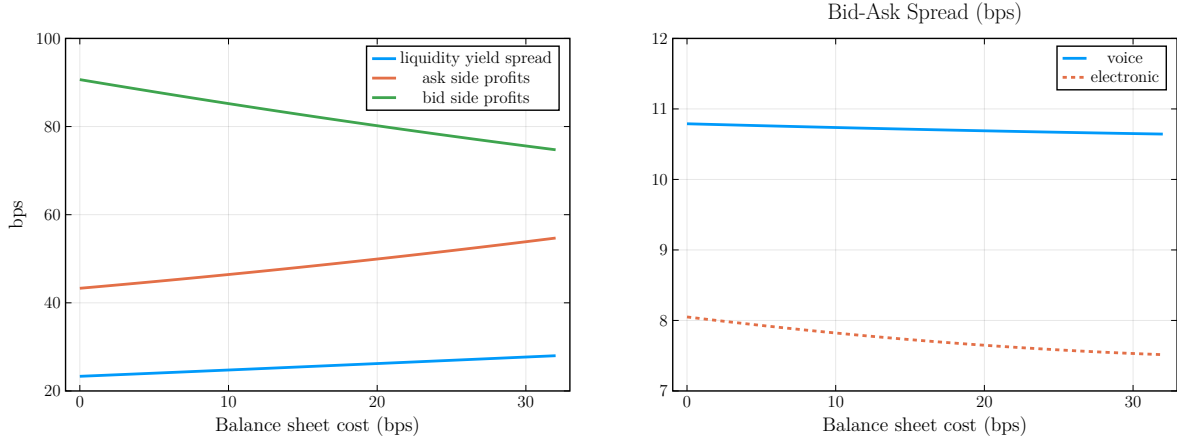 100
80
60
40
20
bps
0
10
20
30
Balance sheet cost (bps)
liquidity yield spread
ask side profits
bid side profits
Bid-Ask Spread (bps)
12
11
10
9
8
7
0
10
20
30
Balance sheet cost (bps)
voice
electronic